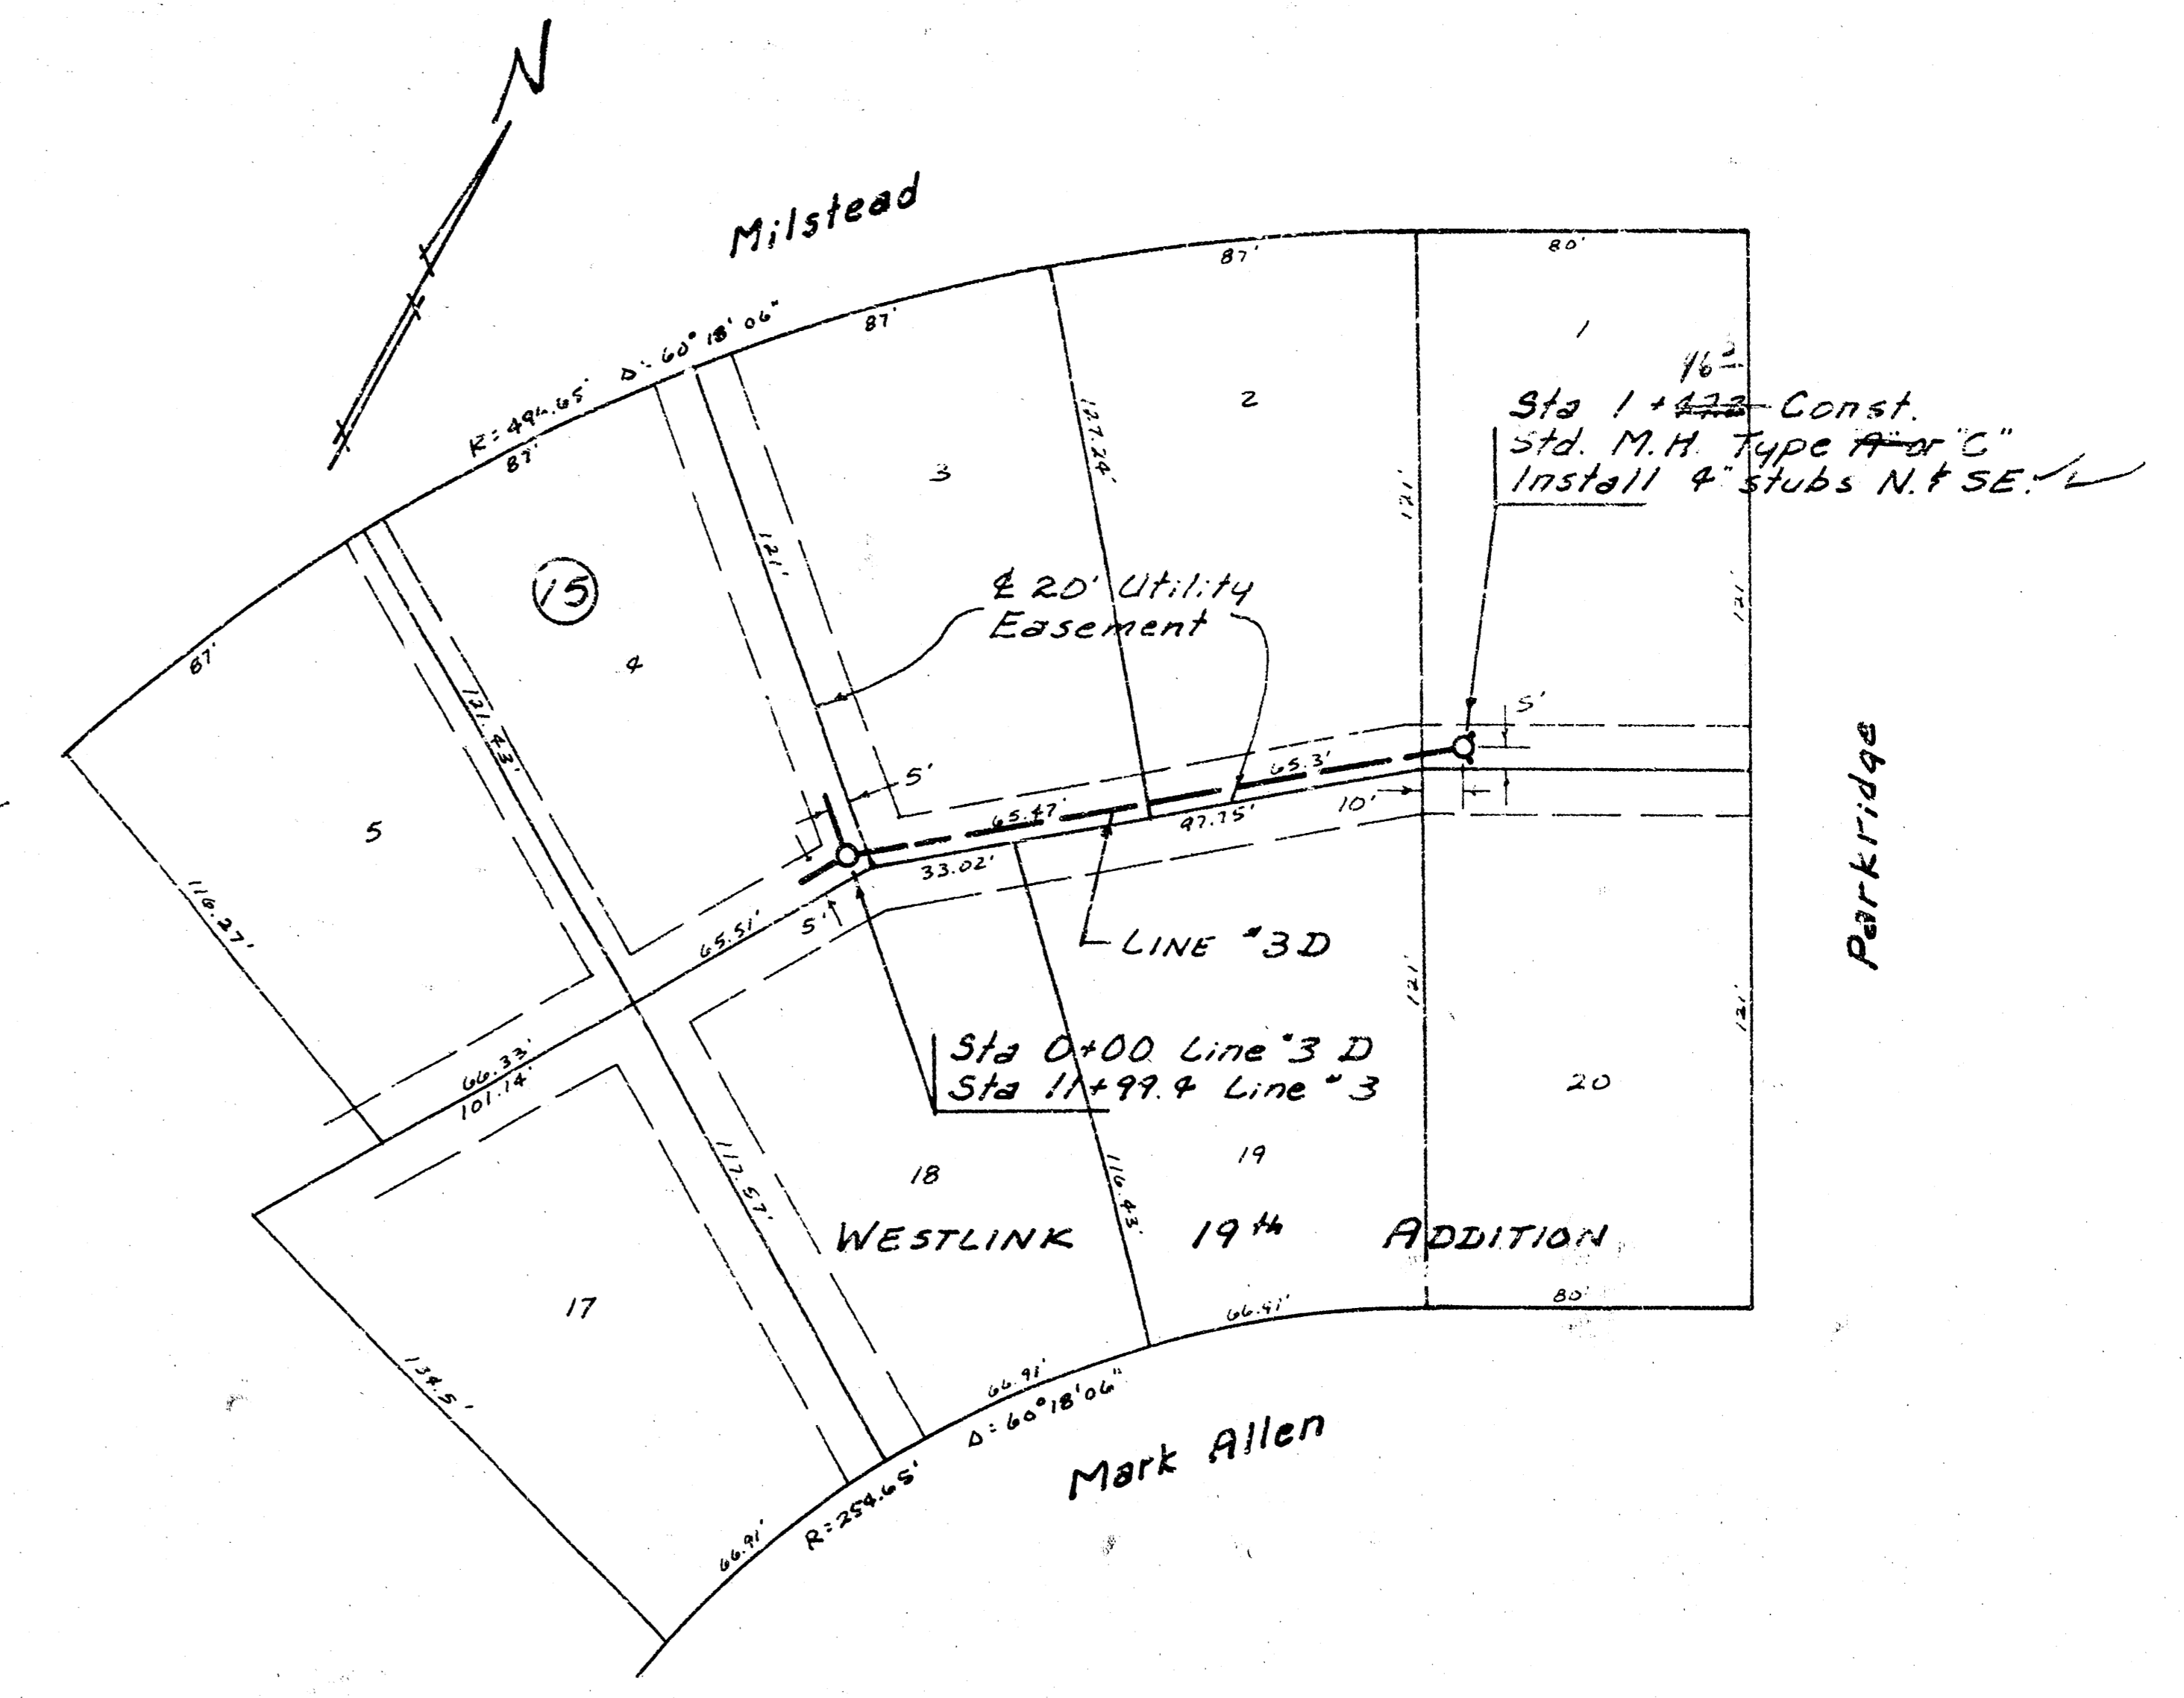 N
Milstead
80'
87'
87'
1
R=494.65' D=60°18'06"
87'
46
2
Sta 1+ Const.
Std. M.H. Type A or "C"
Install 4" stubs N. & SE.
127.24'
3
121'
121'
15
℄ 20' Utility
Easement
121'
4
87'
5'
121.43'
65.3'
5'
10'
65.47'
97.75'
5
33.02'
Parkridge
116.27'
65.51'
5'
LINE #3D
121'
121'
Sta 0+00 Line #3 D
Sta 11+99.4 Line #3
66.33'
101.14'
20
18
19
117.57'
116.43'
WESTLINK 19th ADDITION
17
66.91'
80'
134.5'
66.91'
D=60°18'06"
Mark Allen
R=254.65'
66.91'